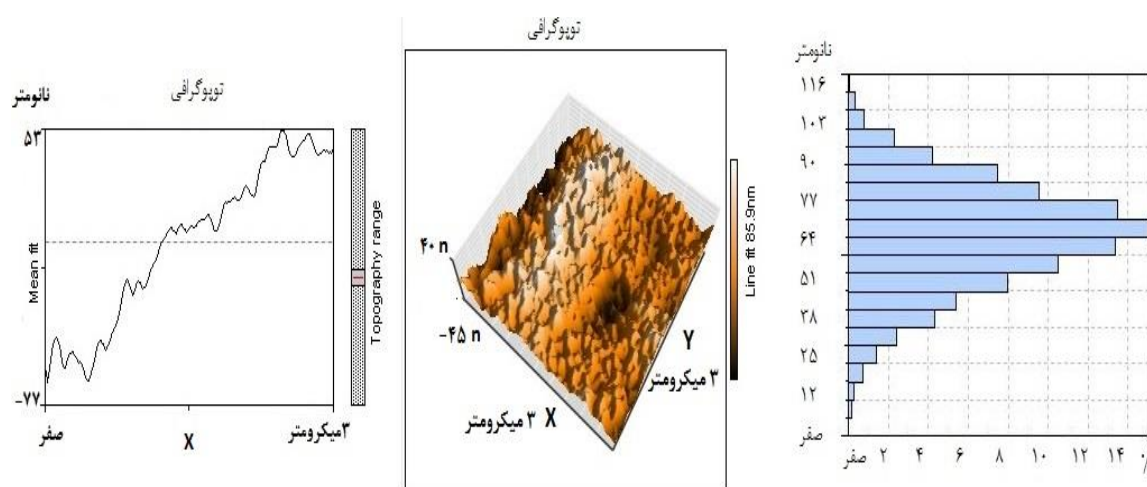 توپوگرافی
نانومتر
۵۳
Mean fit
-۷۷
صفر
X
۳میکرومتر
Topography range
توپوگرافی
۴۰ n
-۴۵ n
X ۳ میکرومتر
Y
۳ میکرومتر
Line fit 85.9nm
نانومتر
۱۱۶
۱۰۳
۹۰
۷۷
۶۴
۵۱
۳۸
۲۵
۱۲
صفر
صفر ۲ ۴ ۶ ۸ ۱۰ ۱۲ ۱۴